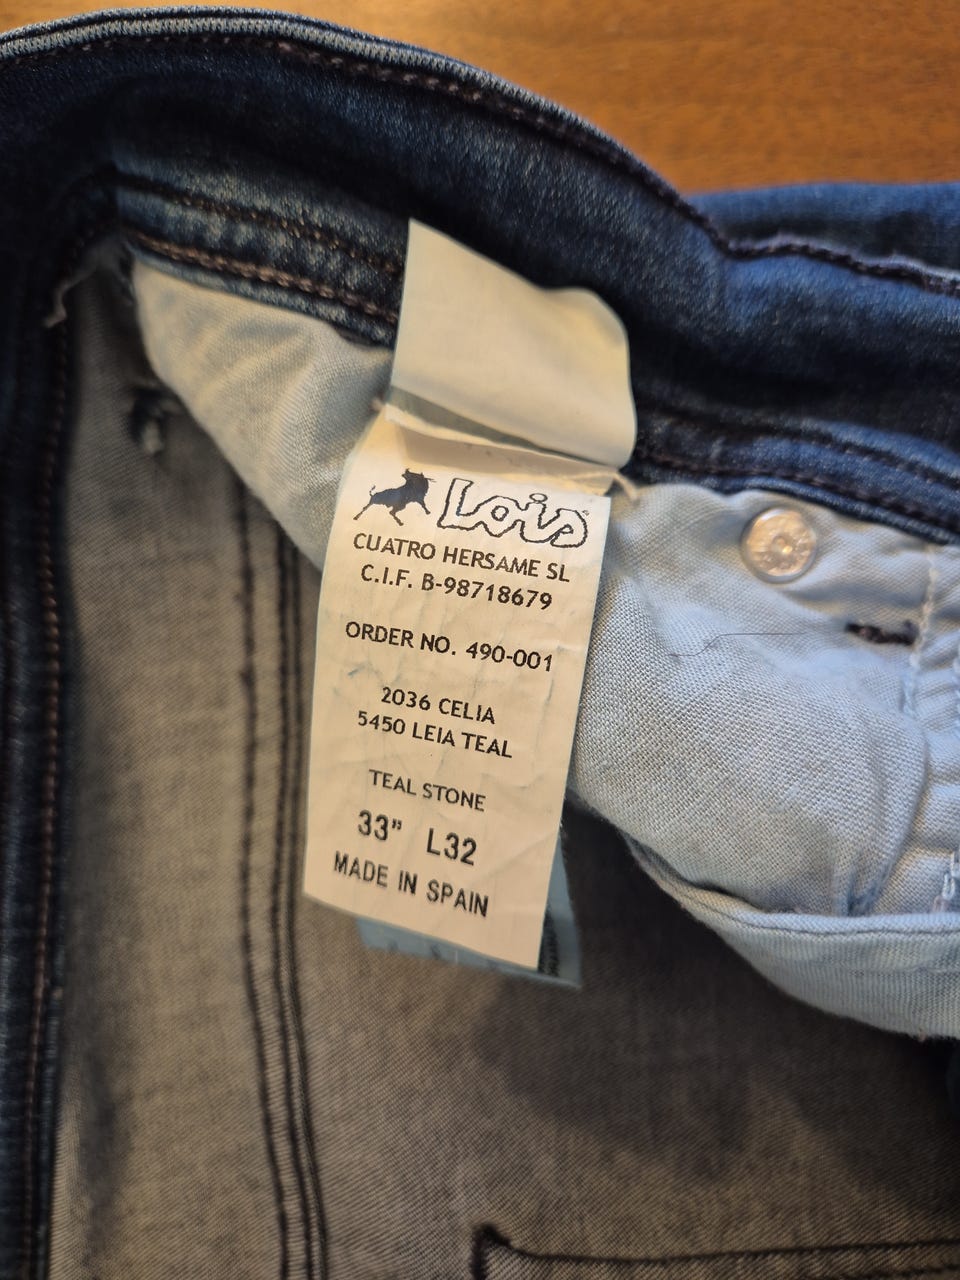 Lois
CUATRO HERSAME SL
C.I.F. B-98718679
ORDER NO. 490-001
2036 CELIA
5450 LEIA TEAL
TEAL STONE
33" L32
MADE IN SPAIN